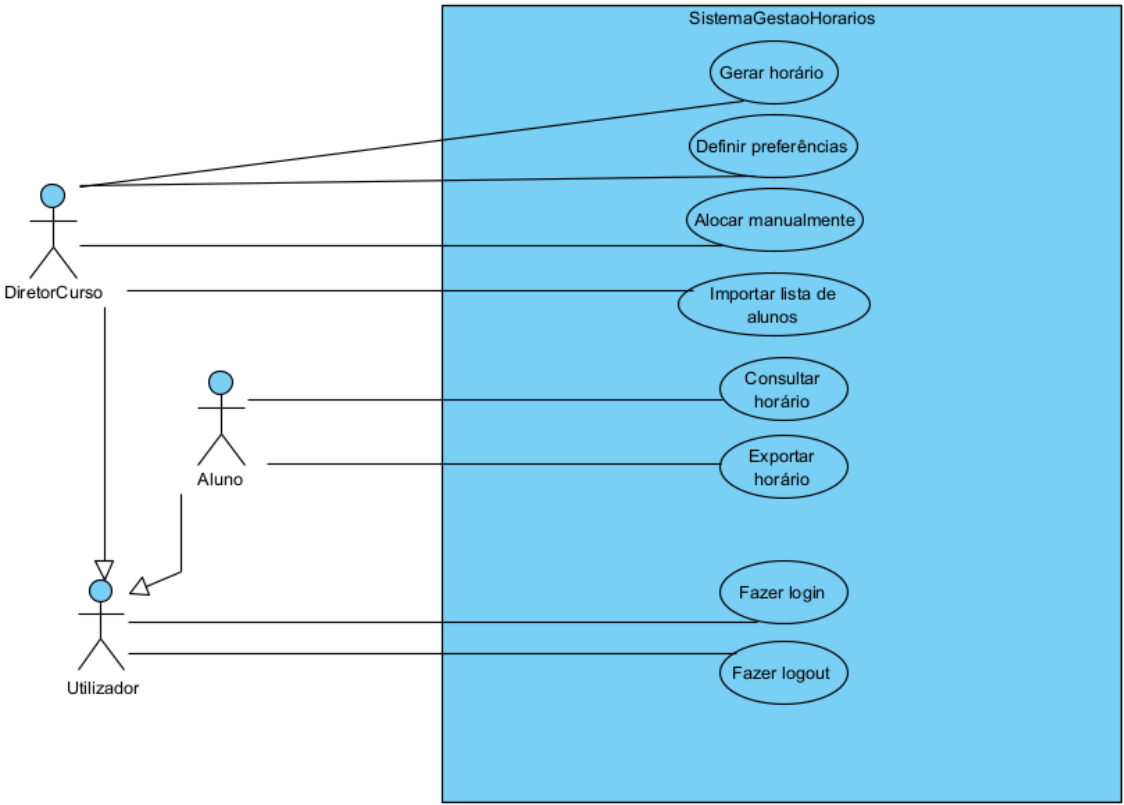 SistemaGestaoHorarios
Gerar horário
Definir preferências
Alocar manualmente
DiretorCurso
Importar lista de
alunos
Consultar
horário
Aluno
Exportar
horário
Fazer login
Utilizador
Fazer logout